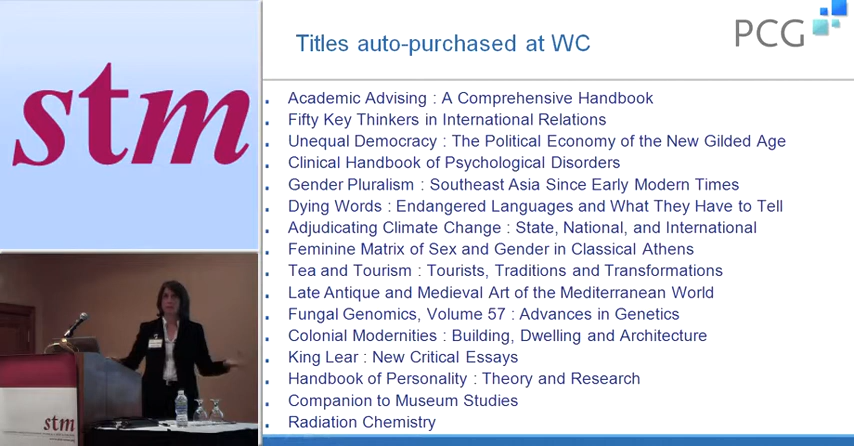 stm
Titles auto-purchased at WC
PCG
Academic Advising : A Comprehensive Handbook
Fifty Key Thinkers in International Relations
Unequal Democracy : The Political Economy of the New Gilded Age
Clinical Handbook of Psychological Disorders
Gender Pluralism : Southeast Asia Since Early Modern Times
Dying Words : Endangered Languages and What They Have to Tell
Adjudicating Climate Change : State, National, and International
Feminine Matrix of Sex and Gender in Classical Athens
Tea and Tourism : Tourists, Traditions and Transformations
Late Antique and Medieval Art of the Mediterranean World
Fungal Genomics, Volume 57 : Advances in Genetics
Colonial Modernities : Building, Dwelling and Architecture
King Lear : New Critical Essays
Handbook of Personality : Theory and Research
Companion to Museum Studies
Radiation Chemistry
stm